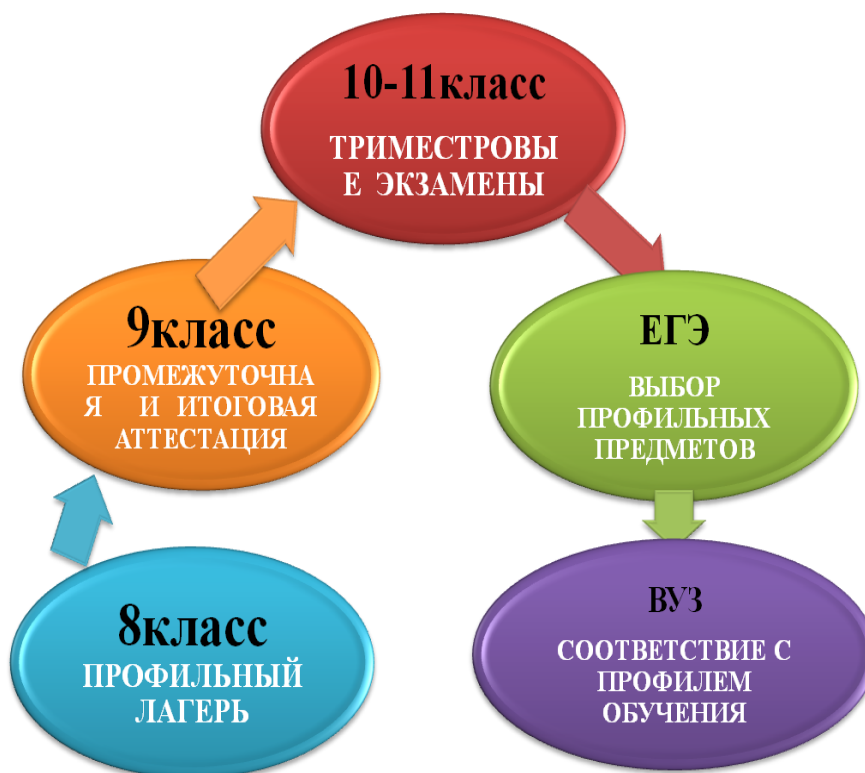 10-11класс
ТРИМЕСТРОВЫ
Е ЭКЗАМЕНЫ
9класс
ПРОМЕЖУТОЧНА
Я И ИТОГОВАЯ
АТТЕСТАЦИЯ
ЕГЭ
ВЫБОР
ПРОФИЛЬНЫХ
ПРЕДМЕТОВ
8класс
ПРОФИЛЬНЫЙ
ЛАГЕРЬ
ВУЗ
СООТВЕТСТВИЕ С
ПРОФИЛЕМ
ОБУЧЕНИЯ